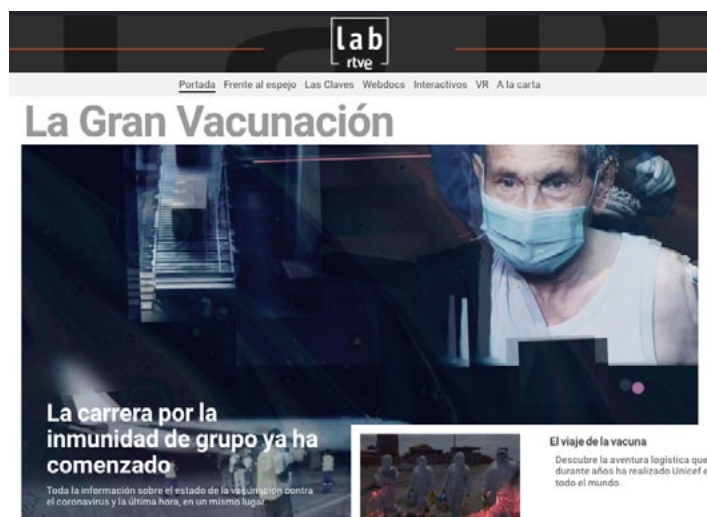 lab
rtve
Portada Frente al espejo Las Claves Webdocs Interactivos VR A la carta
La Gran Vacunación
La carrera por la
inmunidad de grupo ya ha
comenzado
Toda la información sobre el estado de la vacunación contra
el coronavirus y la última hora, en un mismo lugar.
El viaje de la vacuna
Descubre la aventura logística que
durante años ha realizado Unicef e
todo el mundo.